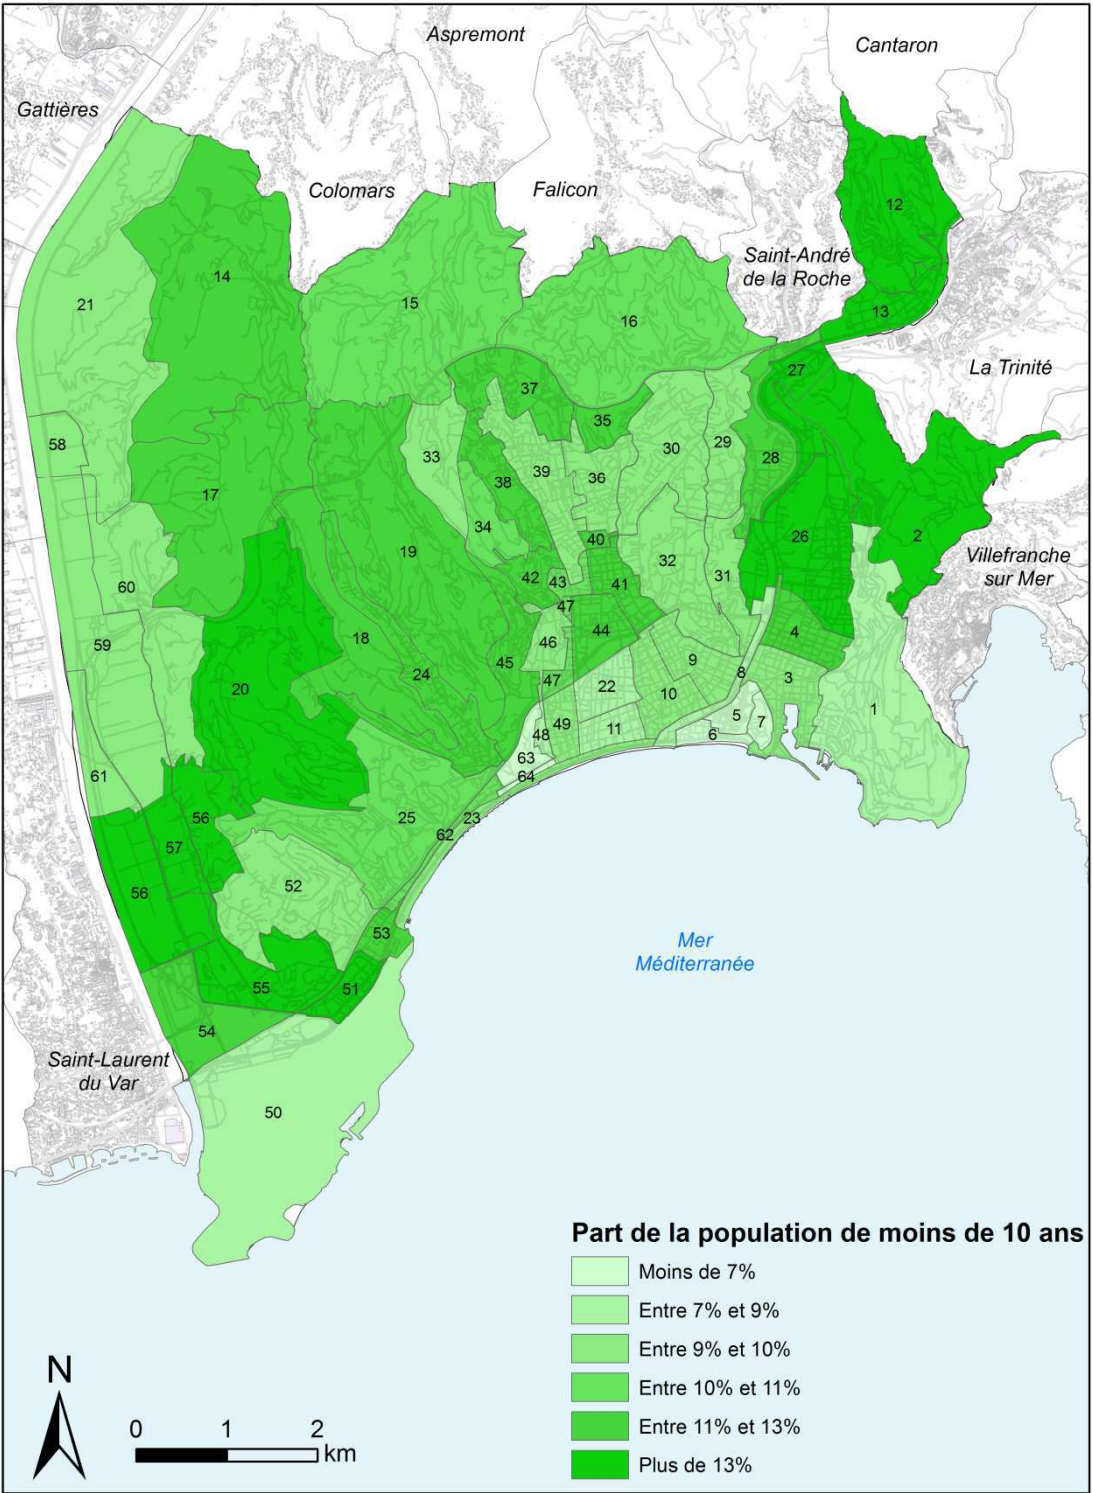 Aspremont
Cantaron
Gattières
Colomars
Falicon
12
Saint-André
de la Roche
14
21
15
16
13
La Trinité
27
37
35
58
33
39
36
30
29
28
38
17
34
40
26
2
19
42
43
41
32
31
Villefranche
sur Mer
60
47
44
4
59
18
46
45
24
9
8
47
3
20
22
10
5
7
1
49
11
48
6
63
61
64
56
25
23
62
57
56
52
53
Mer
Méditerranée
55
51
54
Saint-Laurent
du Var
50
Part de la population de moins de 10 ans
Moins de 7%
Entre 7% et 9%
Entre 9% et 10%
Entre 10% et 11%
Entre 11% et 13%
Plus de 13%
N
0 1 2
km